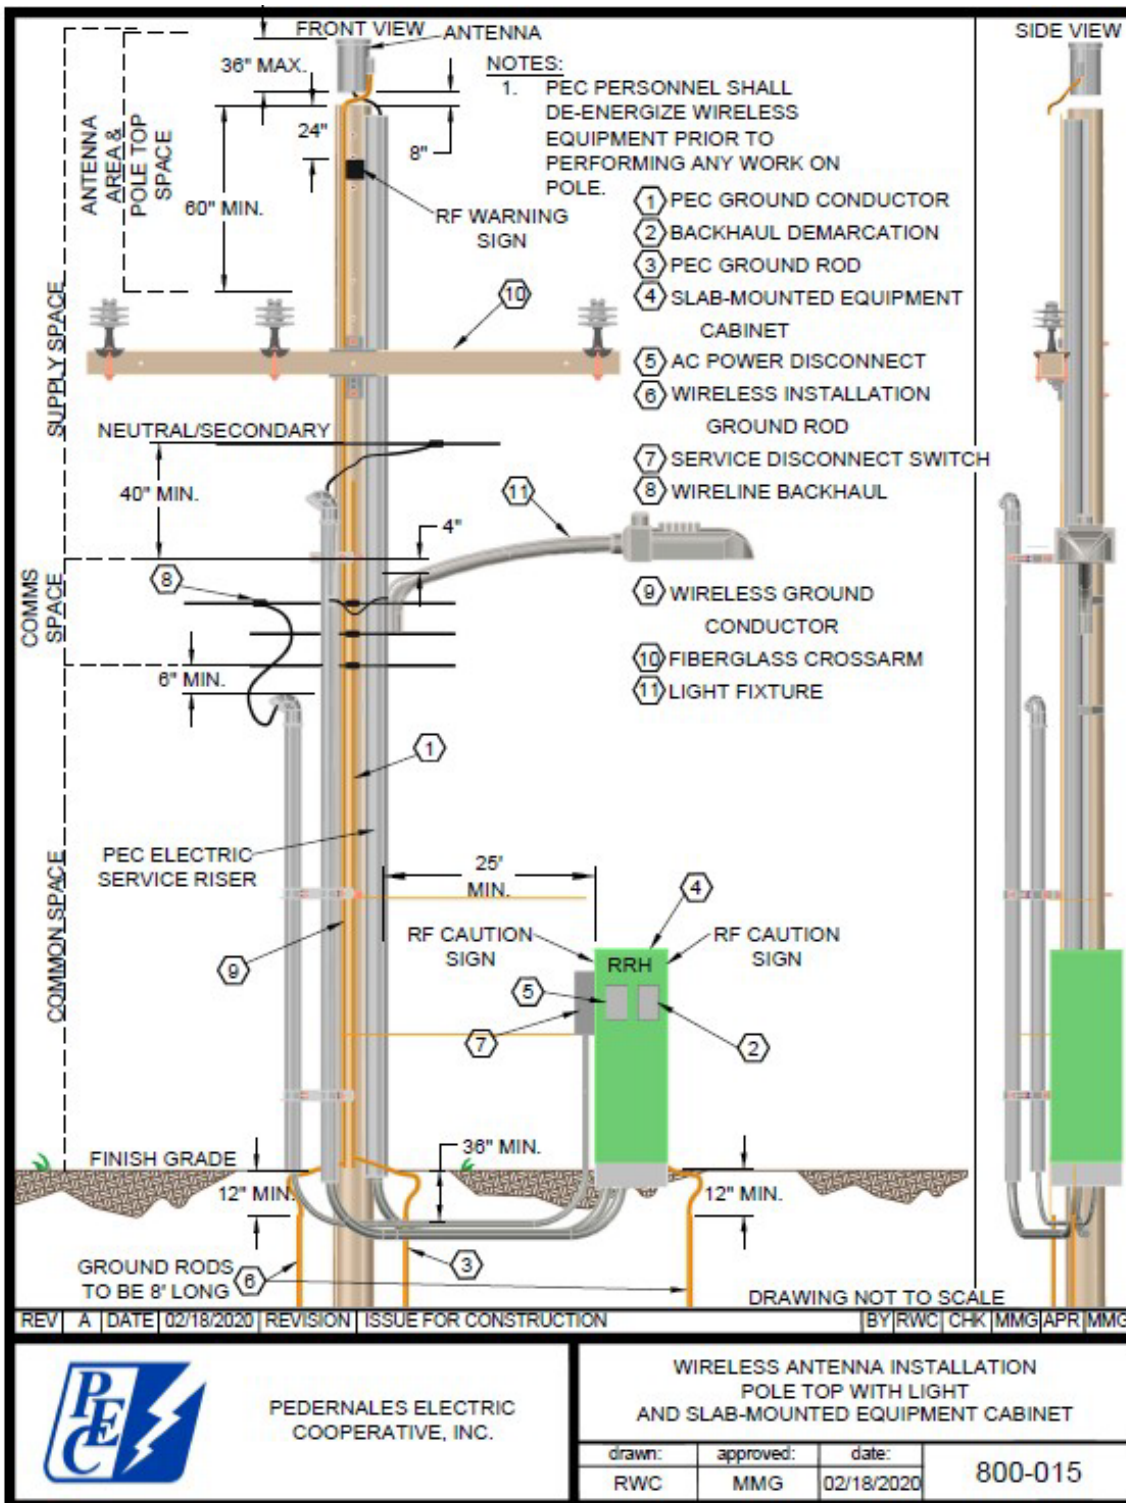 FRONT VIEW
ANTENNA
SIDE VIEW
36" MAX.
NOTES:
1. PEC PERSONNEL SHALL
DE-ENERGIZE WIRELESS
EQUIPMENT PRIOR TO
PERFORMING ANY WORK ON
POLE.
24"
8"
ANTENNA
AREA &
POLE TOP
SPACE
60" MIN.
RF WARNING
SIGN
1 PEC GROUND CONDUCTOR
2 BACKHAUL DEMARCATION
3 PEC GROUND ROD
4 SLAB-MOUNTED EQUIPMENT
CABINET
5 AC POWER DISCONNECT
6 WIRELESS INSTALLATION
GROUND ROD
7 SERVICE DISCONNECT SWITCH
8 WIRELINE BACKHAUL
9 WIRELESS GROUND
CONDUCTOR
10 FIBERGLASS CROSSARM
11 LIGHT FIXTURE
10
SUPPLY SPACE
NEUTRAL/SECONDARY
40" MIN.
11
4"
COMMS
SPACE
8
6" MIN.
1
PEC ELECTRIC
SERVICE RISER
25'
MIN.
4
COMMON SPACE
RF CAUTION
SIGN
RRH
RF CAUTION
SIGN
9
5
7
2
36" MIN.
FINISH GRADE
12" MIN.
12" MIN.
GROUND RODS
TO BE 8' LONG
6
3
DRAWING NOT TO SCALE
REV A DATE 02/18/2020 REVISION ISSUE FOR CONSTRUCTION BY RWC CHK MMG APR MMG
PEC
PEDERNALES ELECTRIC
COOPERATIVE, INC.
WIRELESS ANTENNA INSTALLATION
POLE TOP WITH LIGHT
AND SLAB-MOUNTED EQUIPMENT CABINET
drawn: approved: date:
RWC MMG 02/18/2020
800-015